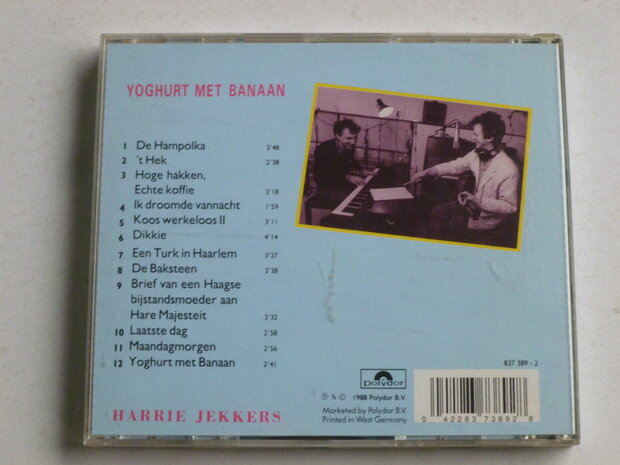 YOGHURT MET BANAAN
1 De Hampolka 3'48
2 't Hek 2'38
3 Hoge hakken,
Echte koffie 3'18
4 Ik droomde vannacht 1'59
5 Koos werkeloos II 3'11
6 Dikkie 4'14
7 Een Turk in Haarlem 3'27
8 De Baksteen 3'38
9 Brief van een Haagse
bijstandsmoeder aan
Hare Majesteit 3'32
10 Laatste dag 2'58
11 Maandagmorgen 2'56
12 Yoghurt met Banaan 2'41
HARRIE JEKKERS
polydor
℗ & © 1988 Polydor B.V.
Marketed by Polydor B.V.
Printed in West Germany
837 389 - 2
0 42283 73892 8